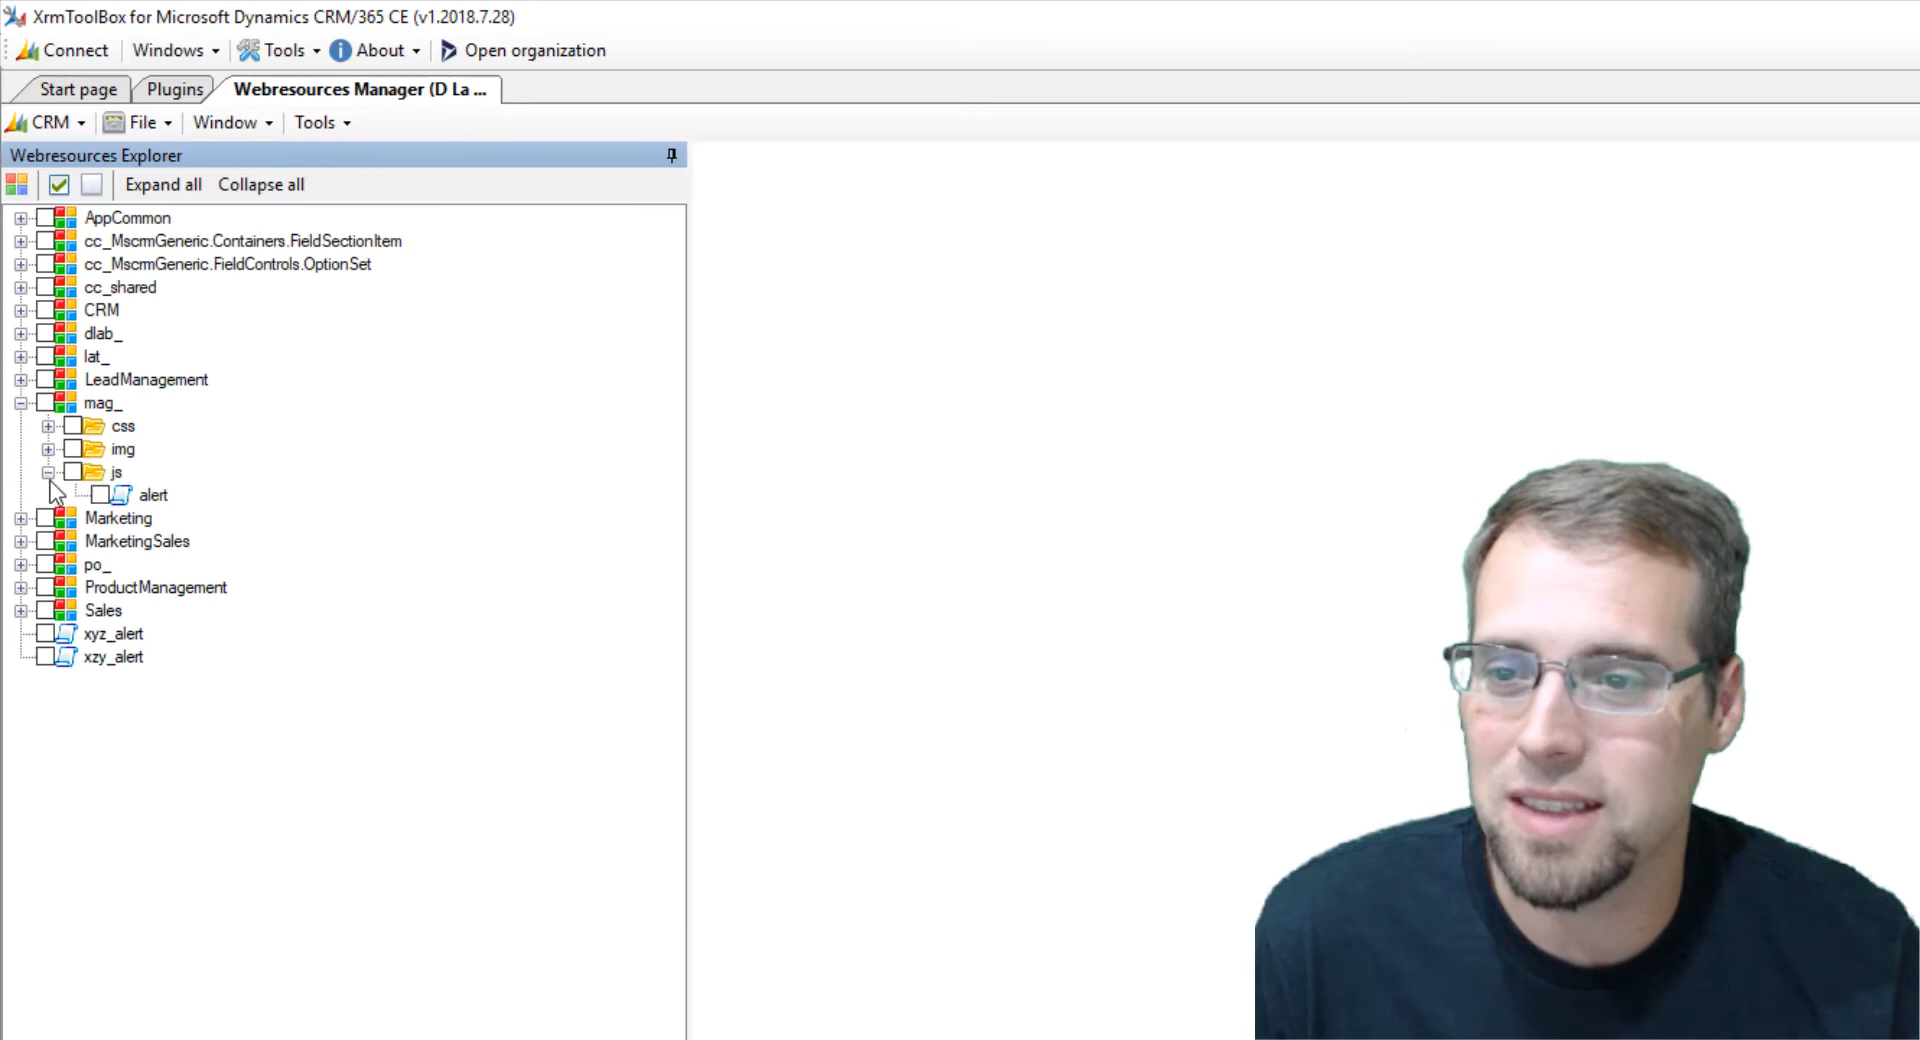 XrmToolBox for Microsoft Dynamics CRM/365 CE (v1.2018.7.28)
Connect Windows Tools About Open organization
Start page Plugins Webresources Manager (D La ...
CRM File Window Tools
Webresources Explorer
Expand all Collapse all
AppCommon
cc_MscrmGeneric.Containers.FieldSectionItem
cc_MscrmGeneric.FieldControls.OptionSet
cc_shared
CRM
dlab_
lat_
LeadManagement
mag_
css
img
js
alert
Marketing
MarketingSales
po_
ProductManagement
Sales
xyz_alert
xzy_alert